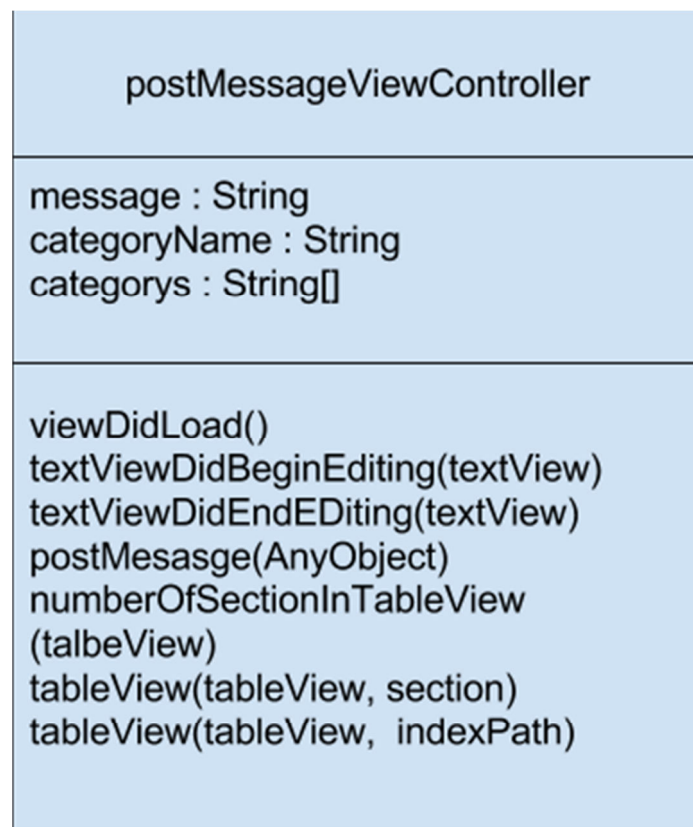 postMessageViewController
message : String
categoryName : String
categorys : String[]
viewDidLoad()
textViewDidBeginEditing(textView)
textViewDidEndEDiting(textView)
postMesasge(AnyObject)
numberOfSectionInTableView
(talbeView)
tableView(tableView, section)
tableView(tableView, indexPath)